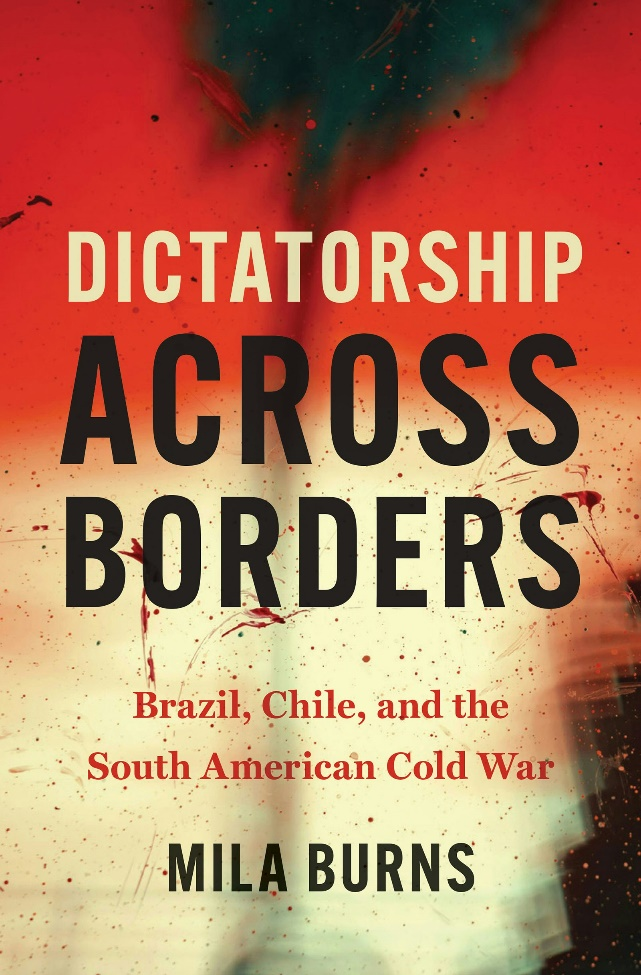 DICTATORSHIP
ACROSS
BORDERS
Brazil, Chile, and the
South American Cold War
MILA BURNS